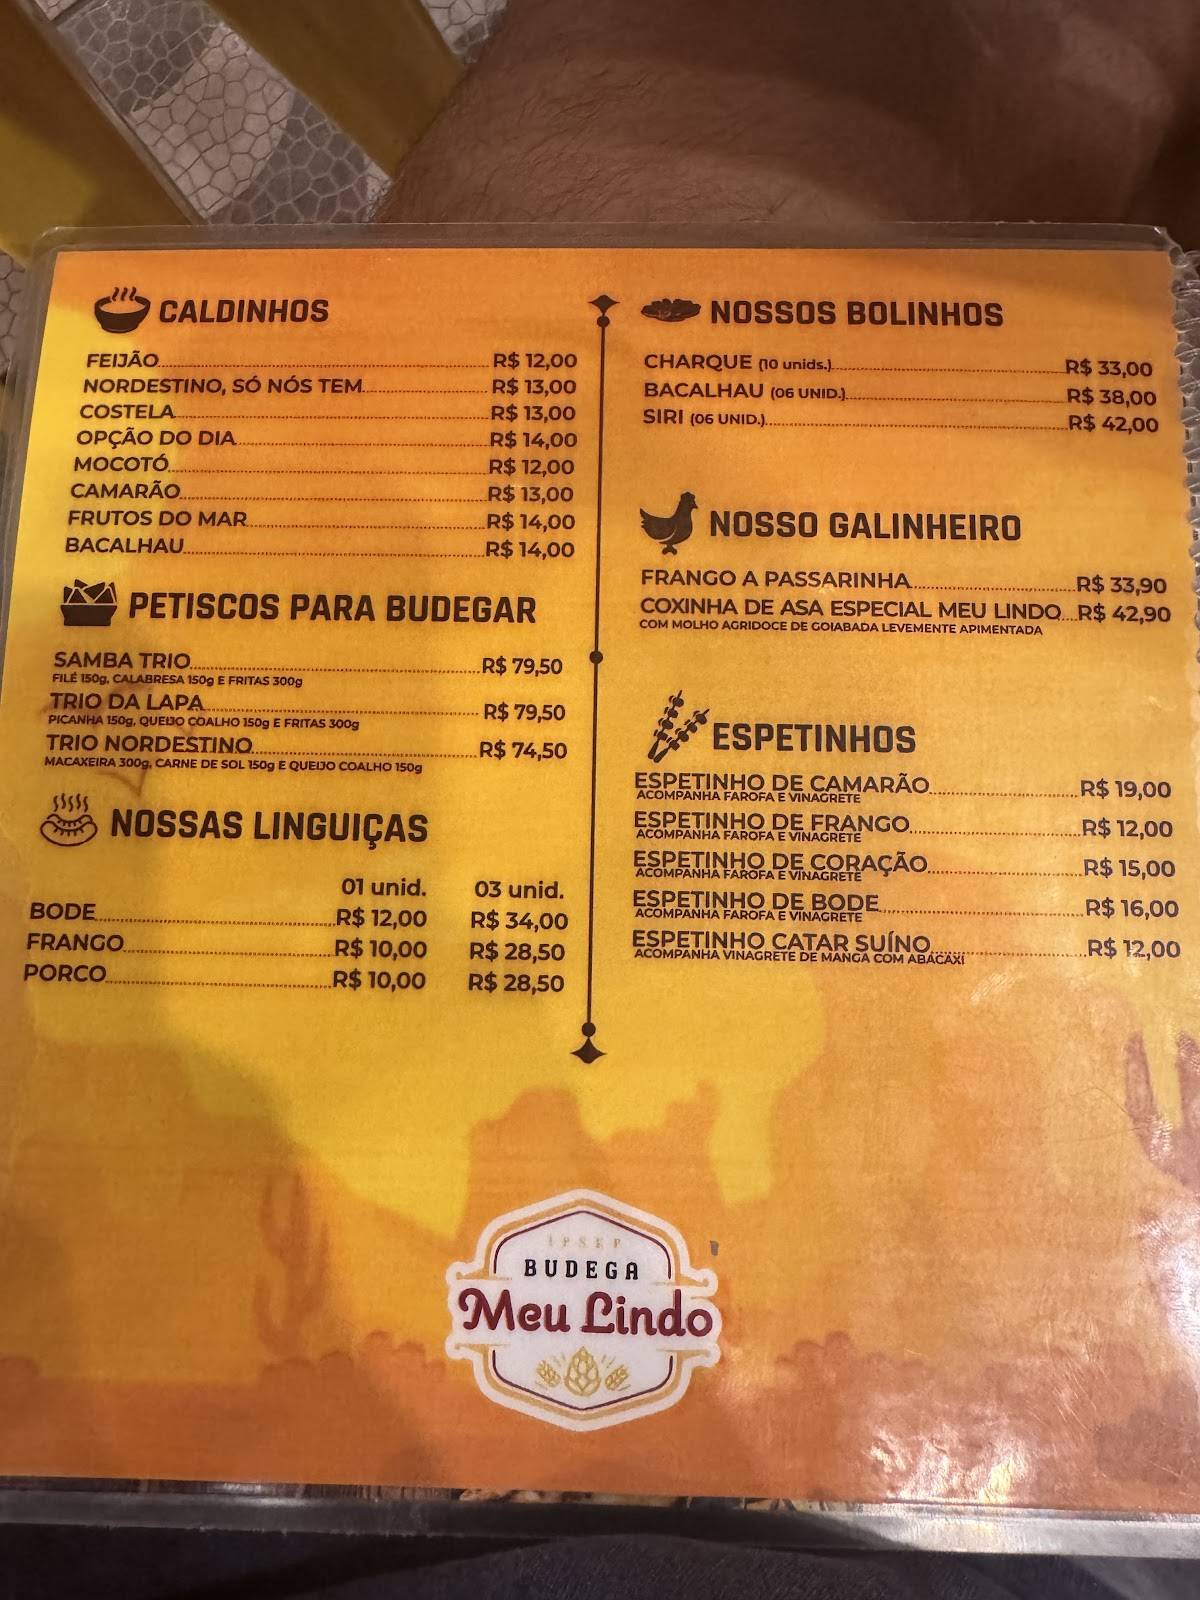 CALDINHOS
FEIJÃO R$ 12,00
NORDESTINO, SÓ NÓS TEM R$ 13,00
COSTELA R$ 13,00
OPÇÃO DO DIA R$ 14,00
MOCOTÓ R$ 12,00
CAMARÃO R$ 13,00
FRUTOS DO MAR R$ 14,00
BACALHAU R$ 14,00
PETISCOS PARA BUDEGAR
SAMBA TRIO R$ 79,50
FILÉ 150g, CALABRESA 150g E FRITAS 300g
TRIO DA LAPA R$ 79,50
PICANHA 150g, QUEIJO COALHO 150g E FRITAS 300g
TRIO NORDESTINO R$ 74,50
MACAXEIRA 300g, CARNE DE SOL 150g E QUEIJO COALHO 150g
NOSSAS LINGUIÇAS
01 unid. 03 unid.
BODE R$ 12,00 R$ 34,00
FRANGO R$ 10,00 R$ 28,50
PORCO R$ 10,00 R$ 28,50
NOSSOS BOLINHOS
CHARQUE (10 unids.) R$ 33,00
BACALHAU (06 UNID.) R$ 38,00
SIRI (06 UNID.) R$ 42,00
NOSSO GALINHEIRO
FRANGO A PASSARINHA R$ 33,90
COXINHA DE ASA ESPECIAL MEU LINDO R$ 42,90
COM MOLHO AGRIDOCE DE GOIABADA LEVEMENTE APIMENTADA
ESPETINHOS
ESPETINHO DE CAMARÃO R$ 19,00
ACOMPANHA FAROFA E VINAGRETE
ESPETINHO DE FRANGO R$ 12,00
ACOMPANHA FAROFA E VINAGRETE
ESPETINHO DE CORAÇÃO R$ 15,00
ACOMPANHA FAROFA E VINAGRETE
ESPETINHO DE BODE R$ 16,00
ACOMPANHA FAROFA E VINAGRETE
ESPETINHO CATAR SUÍNO R$ 12,00
ACOMPANHA VINAGRETE DE MANGA COM ABACAXI
IPSEP
BUDEGA
Meu Lindo